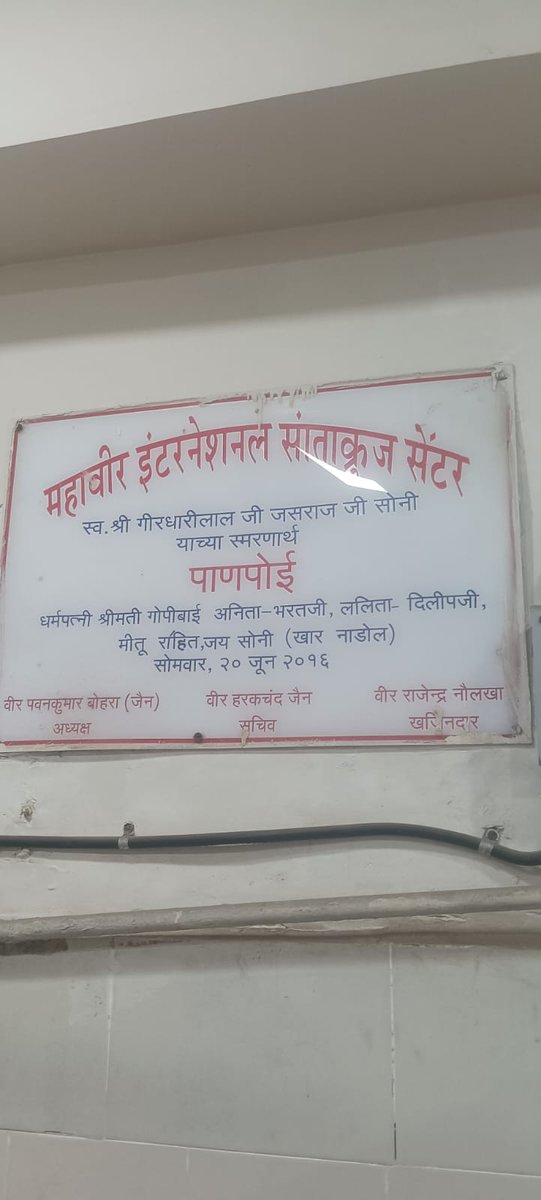 महावीर इंटरनेशनल सांताक्रूज सेंटर
स्व.श्री गीरधारीलाल जी जसराज जी सोनी
याच्या स्मरणार्थ
पाणपोई
धर्मपत्नी श्रीमती गोपीबाई अनिता-भरतजी, ललिता- दिलीपजी,
मीतू राहित,जय सोनी (खार नाडोल)
सोमवार, २० जून २०१६
वीर पवनकुमार बोहरा (जैन) वीर हरकचंद जैन वीर राजेन्द्र नौलखा
अध्यक्ष सचिव खजिनदार